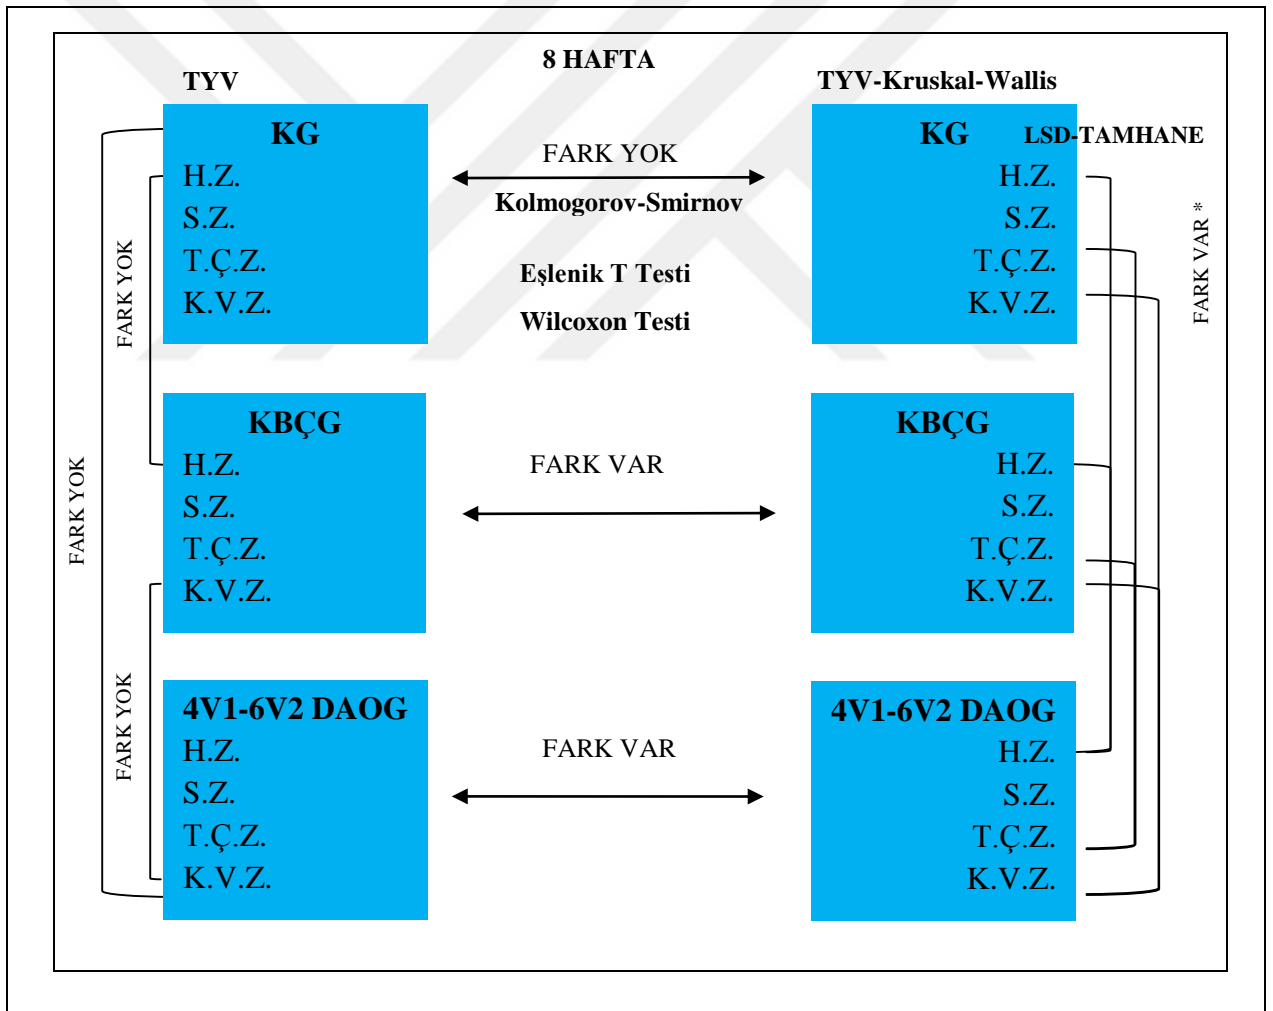 8 HAFTA
TYV
TYV-Kruskal-Wallis
KG
H.Z.
S.Z.
T.Ç.Z.
K.V.Z.
FARK YOK
Kolmogorov-Smirnov
Eşlenik T Testi
Wilcoxon Testi
KG
LSD-TAMHANE
H.Z.
S.Z.
T.Ç.Z.
K.V.Z.
FARK YOK
FARK VAR *
KBÇG
H.Z.
S.Z.
T.Ç.Z.
K.V.Z.
FARK VAR
KBÇG
H.Z.
S.Z.
T.Ç.Z.
K.V.Z.
FARK YOK
FARK YOK
4V1-6V2 DAOG
H.Z.
S.Z.
T.Ç.Z.
K.V.Z.
FARK VAR
4V1-6V2 DAOG
H.Z.
S.Z.
T.Ç.Z.
K.V.Z.